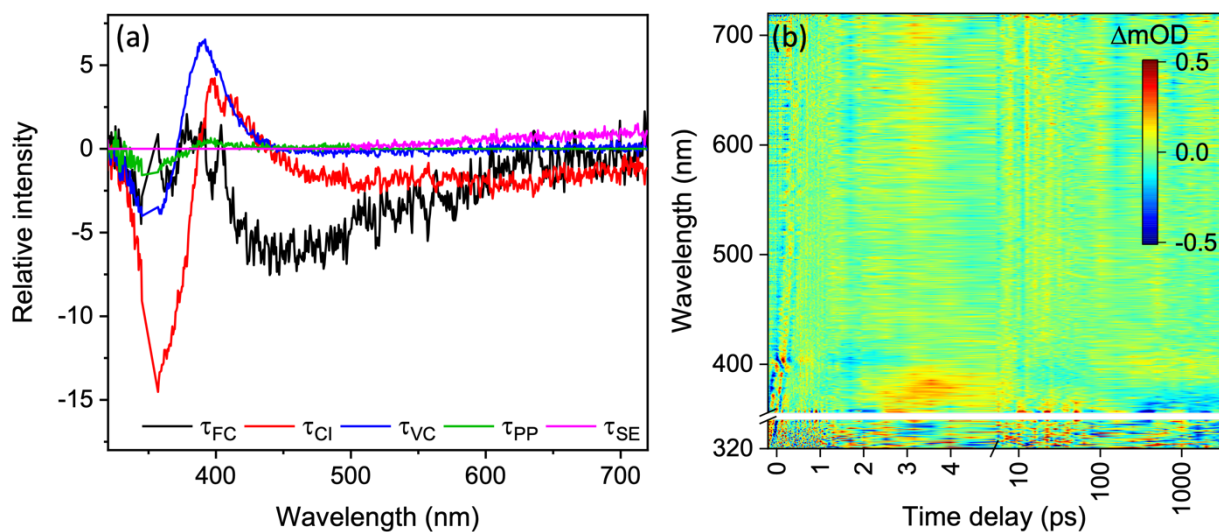 (a)
Relative intensity
5
0
-5
-10
-15
τFC τCI τVC τPP τSE
400 500 600 700
Wavelength (nm)
(b)
ΔmOD
0.5
0.0
-0.5
Wavelength (nm)
720
700
600
500
400
320
0 1 2 3 4 10 100 1000
Time delay (ps)